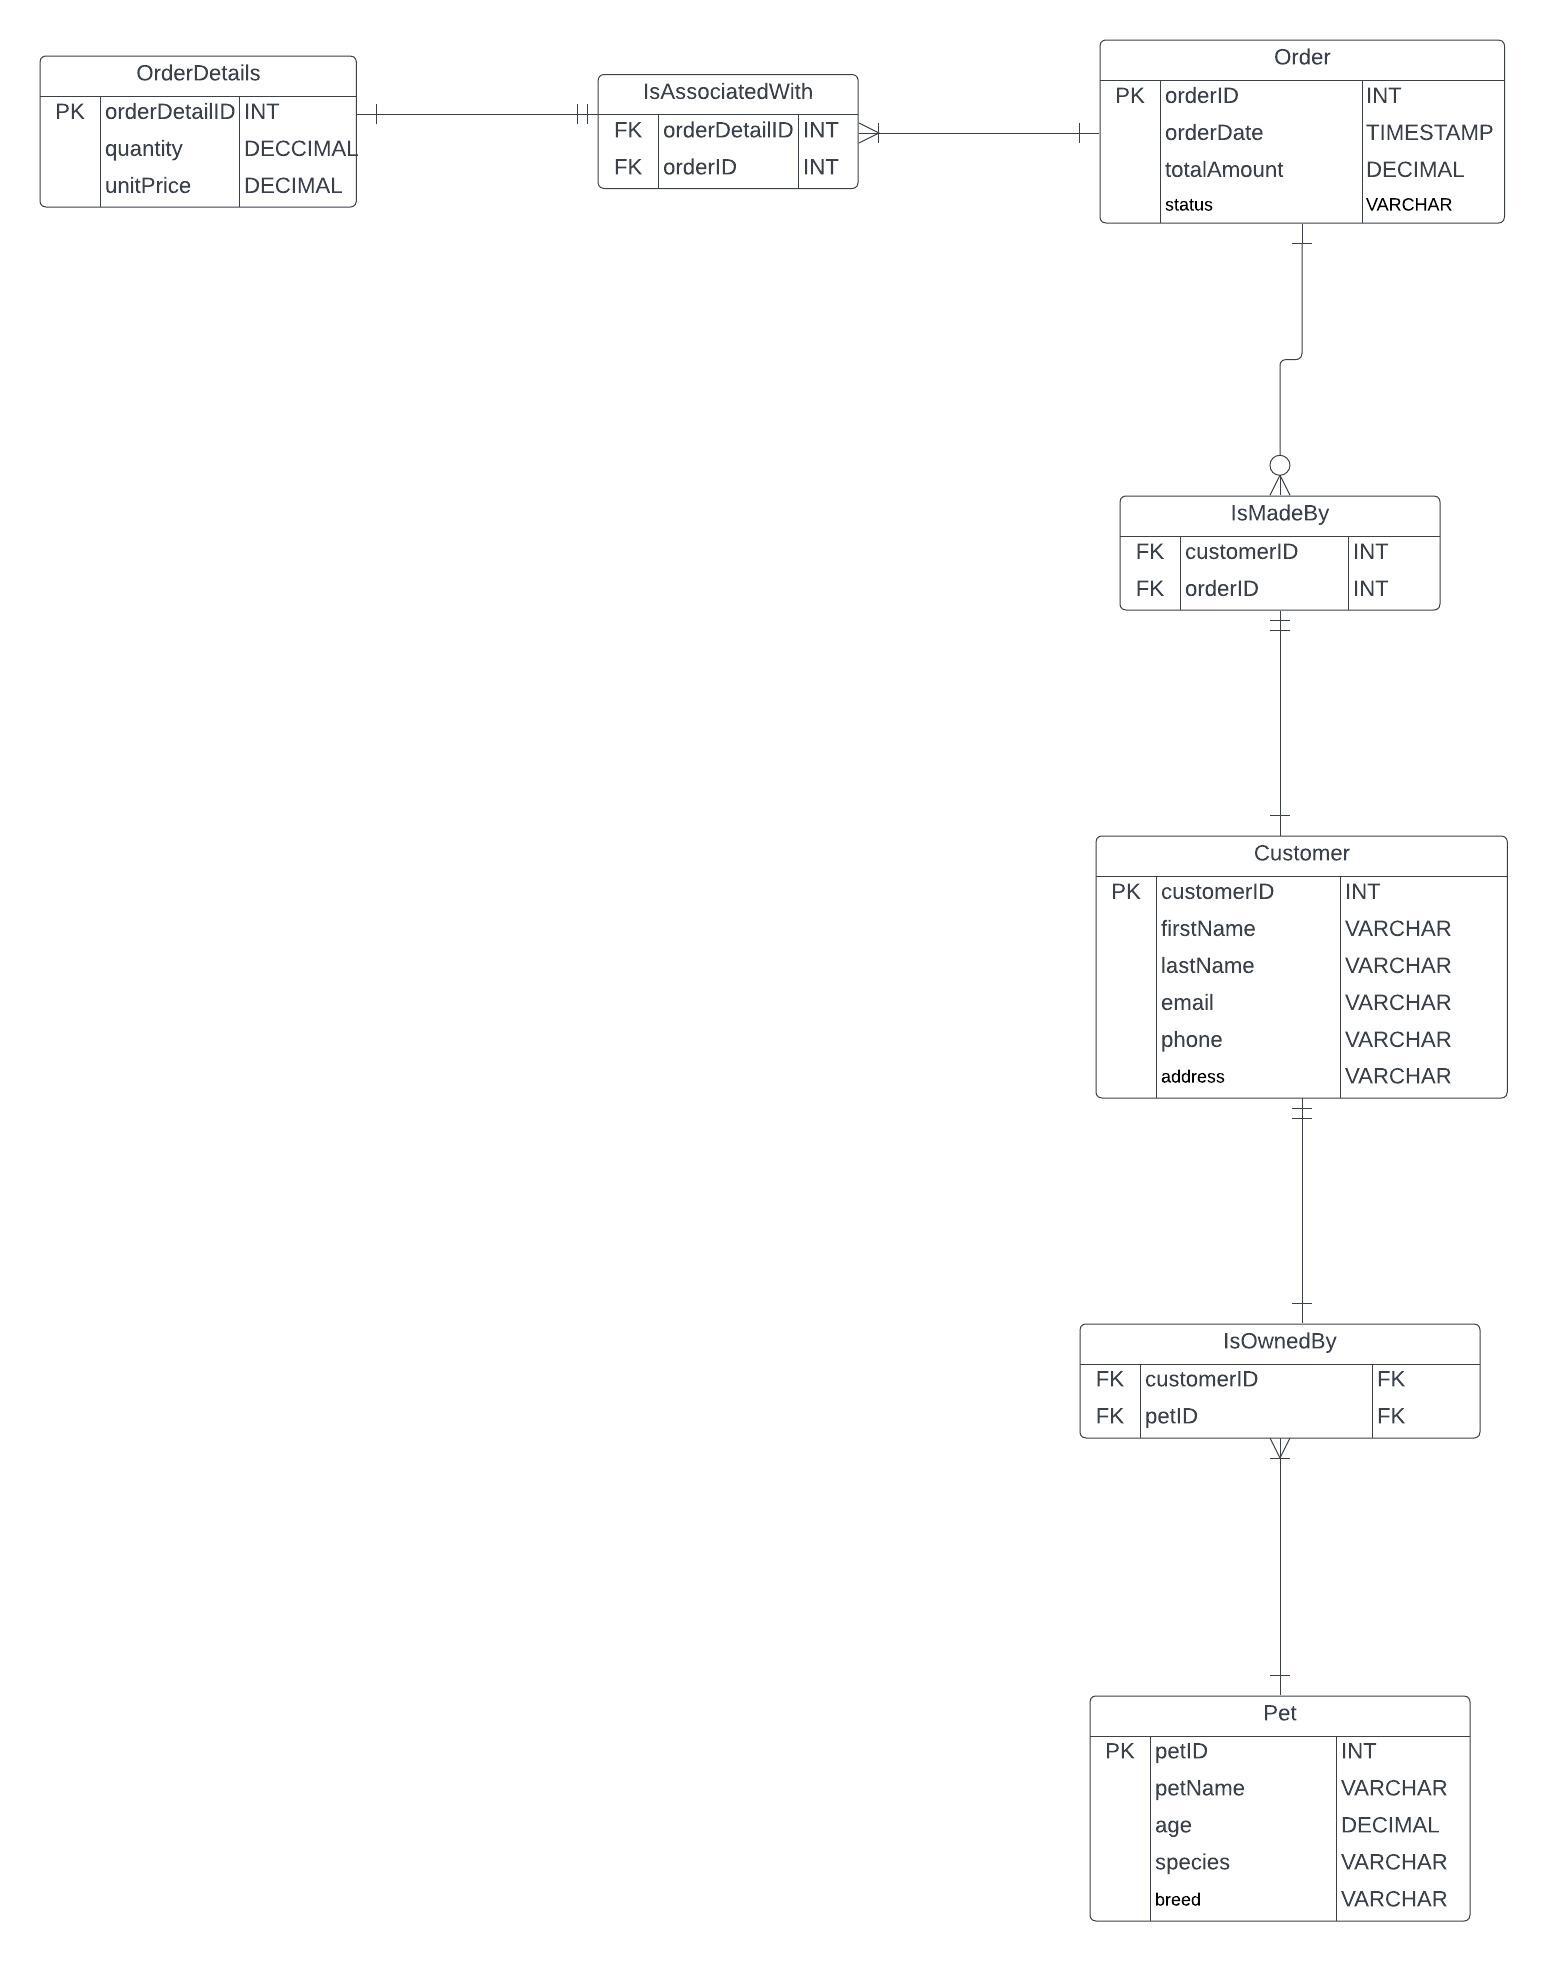 OrderDetails
PK orderDetailID INT
quantity DECCIMAL
unitPrice DECIMAL
IsAssociatedWith
FK orderDetailID INT
FK orderID INT
Order
PK orderID INT
orderDate TIMESTAMP
totalAmount DECIMAL
status VARCHAR
IsMadeBy
FK customerID INT
FK orderID INT
Customer
PK customerID INT
firstName VARCHAR
lastName VARCHAR
email VARCHAR
phone VARCHAR
address VARCHAR
IsOwnedBy
FK customerID FK
FK petID FK
Pet
PK petID INT
petName VARCHAR
age DECIMAL
species VARCHAR
breed VARCHAR